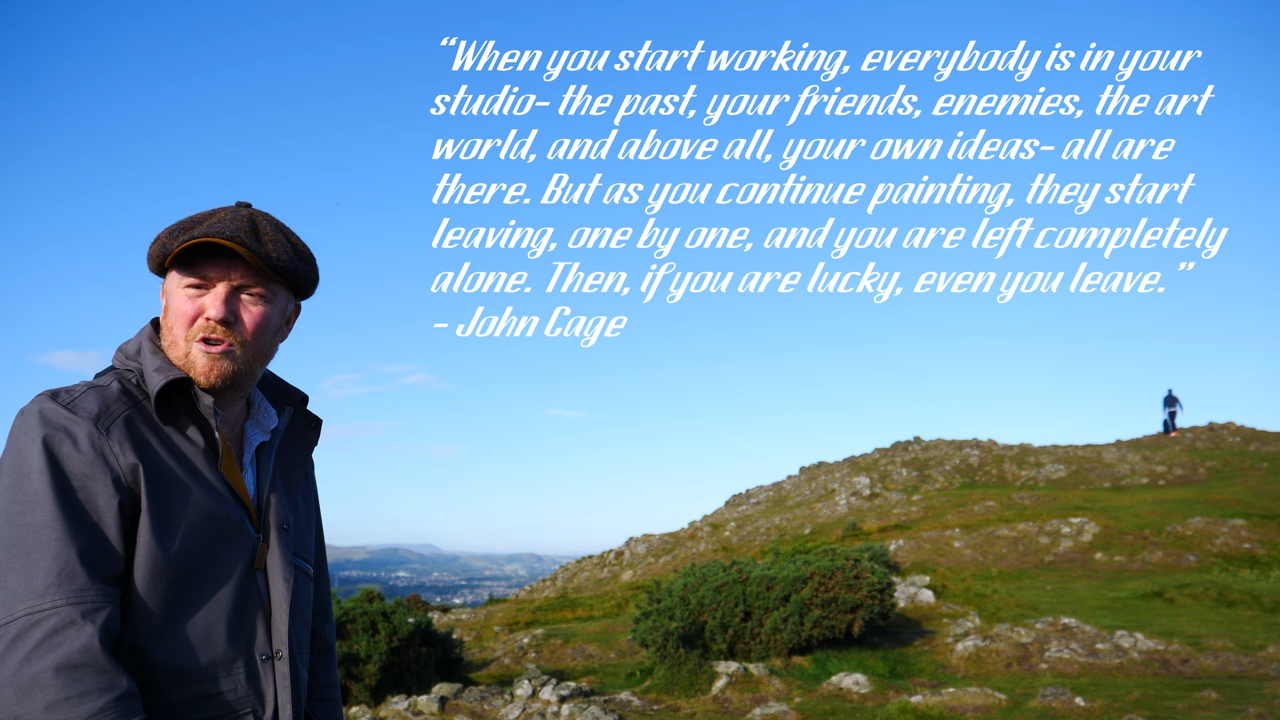 “When you start working, everybody is in your
studio- the past, your friends, enemies, the art
world, and above all, your own ideas- all are
there. But as you continue painting, they start
leaving, one by one, and you are left completely
alone. Then, if you are lucky, even you leave.”
- John Cage